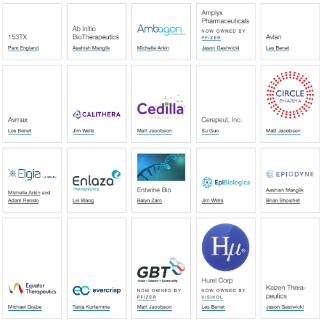 153TX
Pam England
Ab Initio
BioTherapeutics
Aashish Manglik
Ambagon
Michelle Arkin
Amplyx
Pharmaceuticals
NOW OWNED BY
PFIZER
Jason Gestwicki
Avlan
Les Benet
Avmax
Les Benet
CALITHERA
Jim Wells
Cedilla
Matt Jacobson
Cerepeut, Inc.
Su Guo
CIRCLE
PHARMA
Matt Jacobson
Elgia
Michelle Arkin and
Adam Renslo
Enlaza
Therapeutics
Lei Wang
Entwine Bio
Balyn Zaro
EpiBiologics
Jim Wells
EPIODYNE
Aashish Manglik
Brian Shoichet
Equator
Therapeutics
Michael Grabe
evercrisp
Tanja Kortemme
GBT
NOW OWNED BY
PFIZER
Matt Jacobson
Hμ
Hurel Corp
NOW OWNED BY
VISIKOL
Les Benet
Kaizen Thera-
peutics
Jason Gestwicki